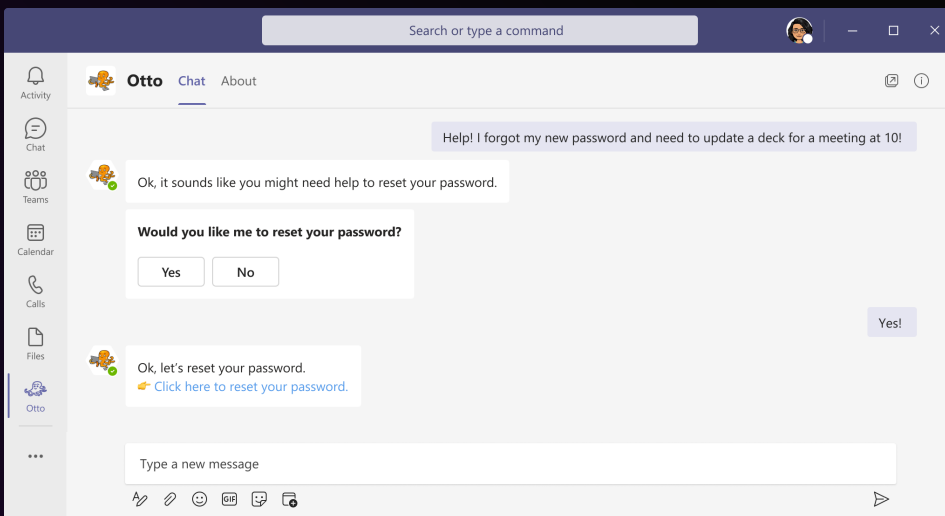 Search or type a command
Activity
Chat
Teams
Calendar
Calls
Files
Otto
Otto Chat About
Help! I forgot my new password and need to update a deck for a meeting at 10!
Ok, it sounds like you might need help to reset your password.
Would you like me to reset your password?
Yes No
Yes!
Ok, let’s reset your password.
👉 Click here to reset your password.
Type a new message
GIF